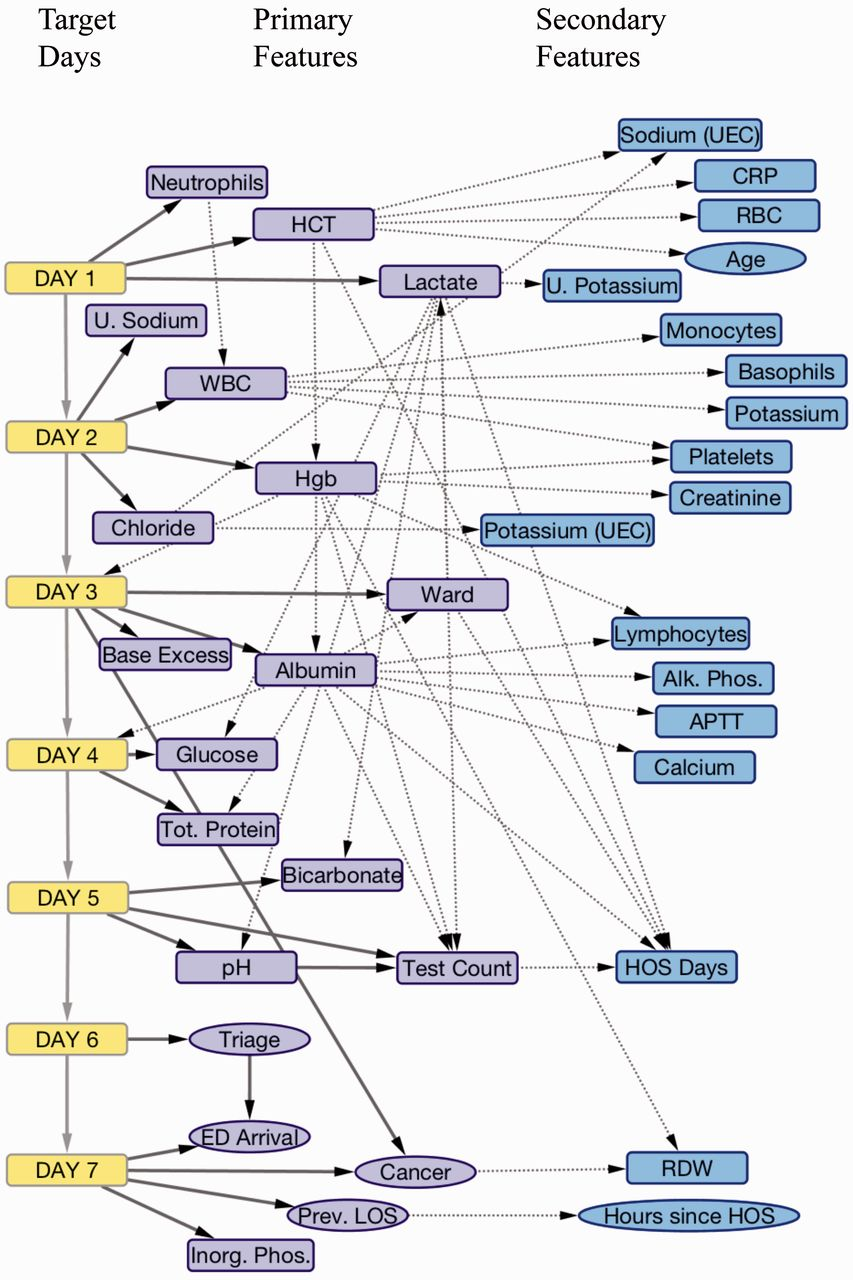 Target Days
Primary Features
Secondary Features
Sodium (UEC)
Neutrophils
CRP
HCT
RBC
Age
DAY 1
Lactate
U. Potassium
U. Sodium
Monocytes
WBC
Basophils
Potassium
DAY 2
Platelets
Hgb
Creatinine
Chloride
Potassium (UEC)
DAY 3
Ward
Lymphocytes
Base Excess
Albumin
Alk. Phos.
APTT
DAY 4
Glucose
Calcium
Tot. Protein
Bicarbonate
DAY 5
pH
Test Count
HOS Days
DAY 6
Triage
ED Arrival
DAY 7
Cancer
RDW
Prev. LOS
Hours since HOS
Inorg. Phos.